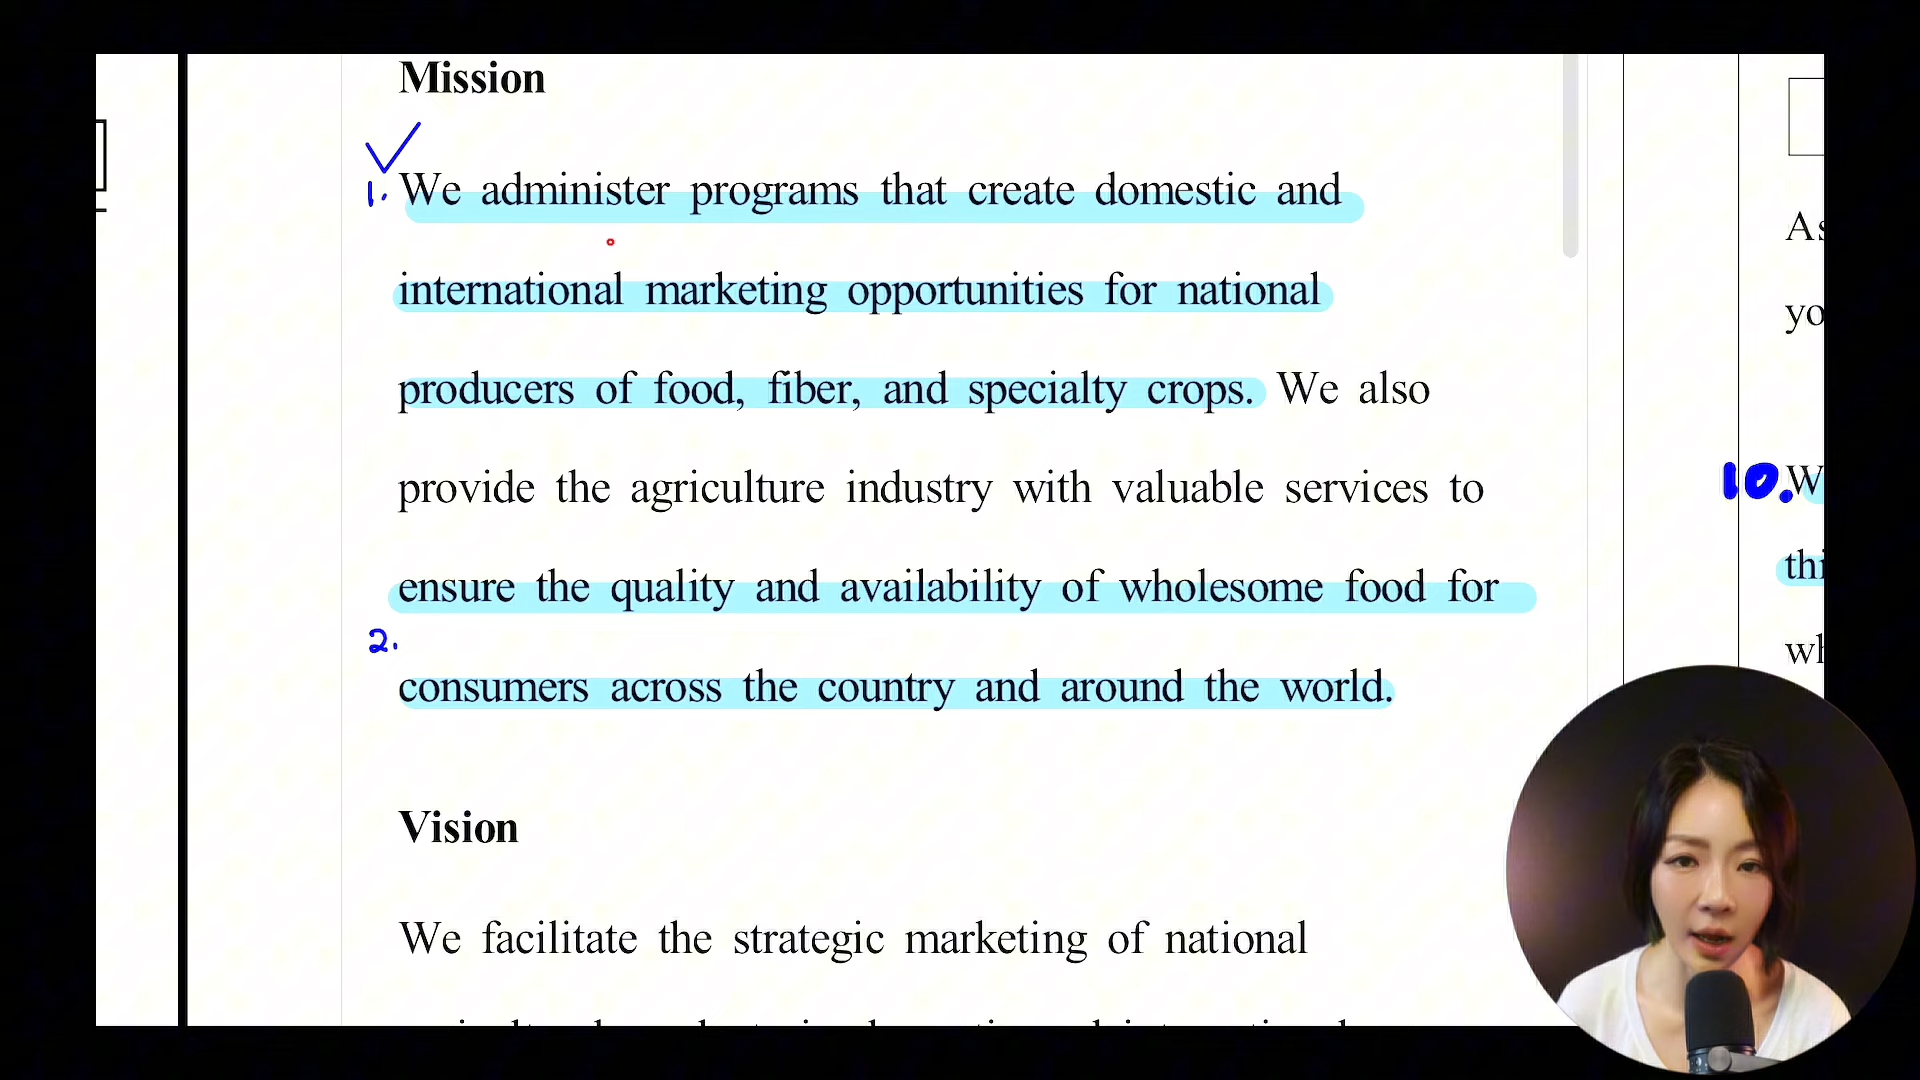 Mission
1. We administer programs that create domestic and
international marketing opportunities for national
producers of food, fiber, and specialty crops. We also
provide the agriculture industry with valuable services to
ensure the quality and availability of wholesome food for
2.
consumers across the country and around the world.
Vision
We facilitate the strategic marketing of national
As
yo
10. W
thi
wh